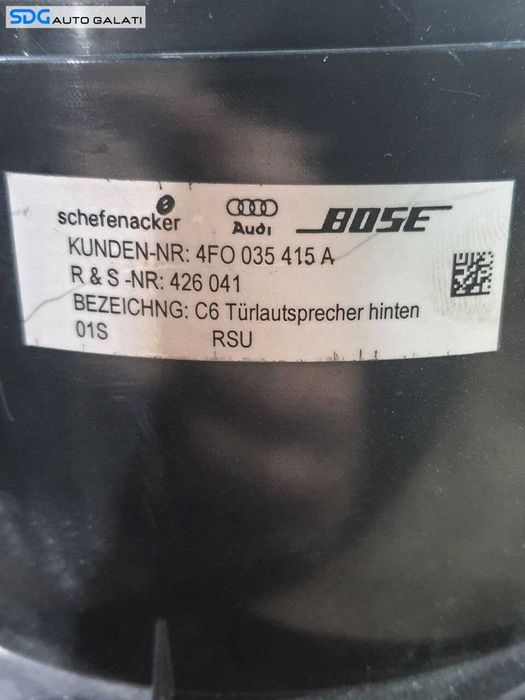 SDG AUTO GALATI
schefenacker Audi BOSE
KUNDEN-NR: 4FO 035 415 A
R & S -NR: 426 041
BEZEICHNG: C6 Türlautsprecher hinten
01S RSU